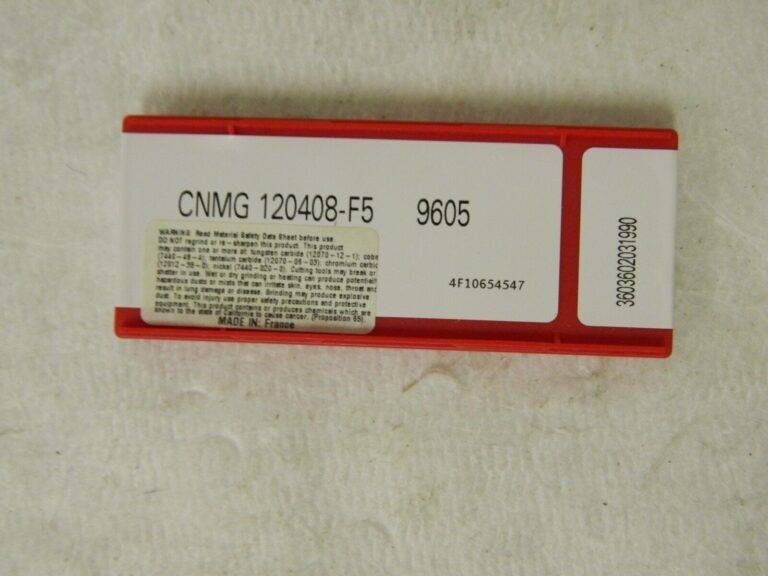 CNMG 120408-F5 9605
4F10654547
3603602031990
WARNING: Read Material Safety Data Sheet before use.
DO NOT regrind or re-sharpen this product. This product
may contain one or more of: tungsten carbide (12070-12-1); coba
(7440-48-4), tantalum carbide (12070-06-03); chromium carbic
(12012-35-0), nickel (7440-020-0). Cutting tools may break or
shatter in use. Wet or dry grinding or heating can produce potentiall
hazardous dusts or mists that can irritate skin, eyes, nose, throat and
result in lung damage or disease. Grinding may produce explosive
dust. To avoid injury use proper safety precautions and protective
equipment. This product contains or produces chemicals which are
known to the state of California to cause cancer. (Proposition 65).
MADE IN: France